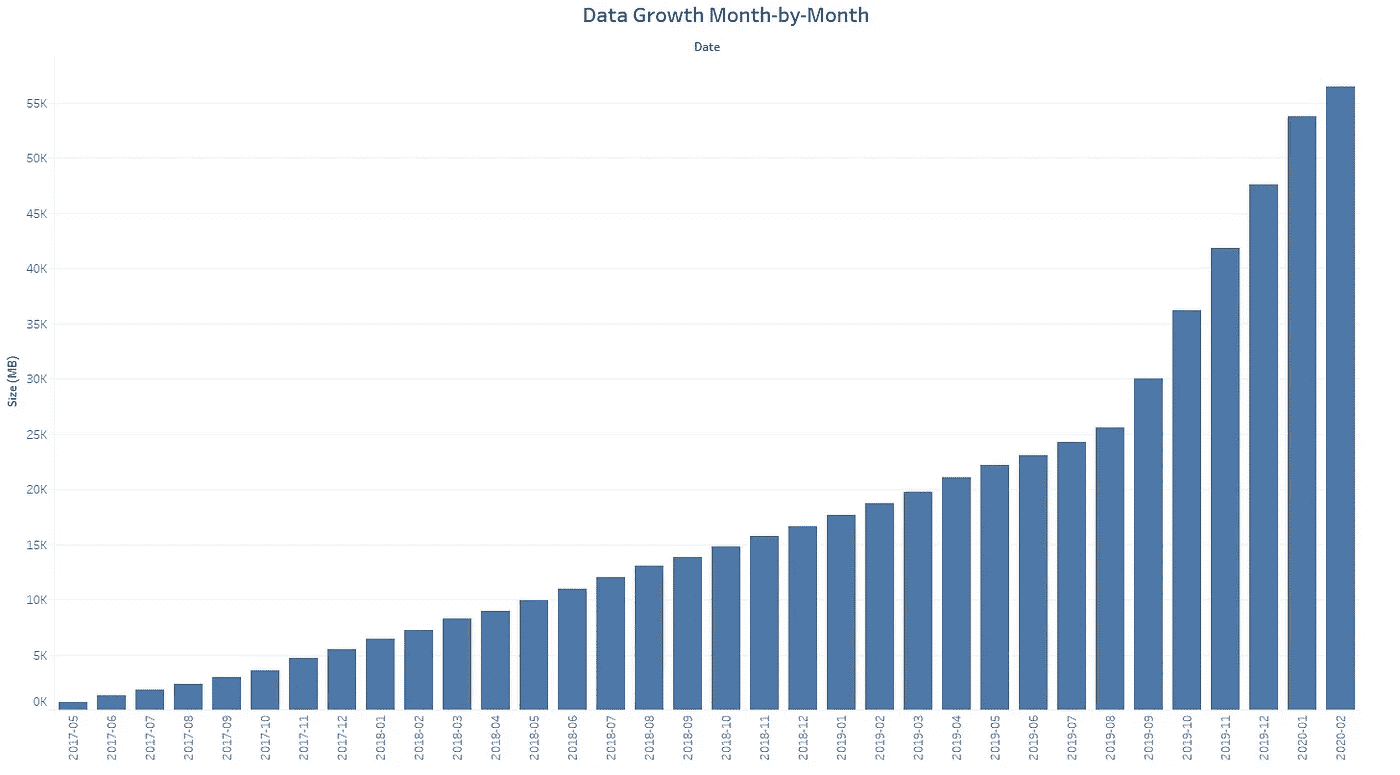 Data Growth Month-by-Month
Date
55K
50K
45K
40K
35K
30K
25K
20K
15K
10K
5K
0K
Size (MB)
2017-05
2017-06
2017-07
2017-08
2017-09
2017-10
2017-11
2017-12
2018-01
2018-02
2018-03
2018-04
2018-05
2018-06
2018-07
2018-08
2018-09
2018-10
2018-11
2018-12
2019-01
2019-02
2019-03
2019-04
2019-05
2019-06
2019-07
2019-08
2019-09
2019-10
2019-11
2019-12
2020-01
2020-02